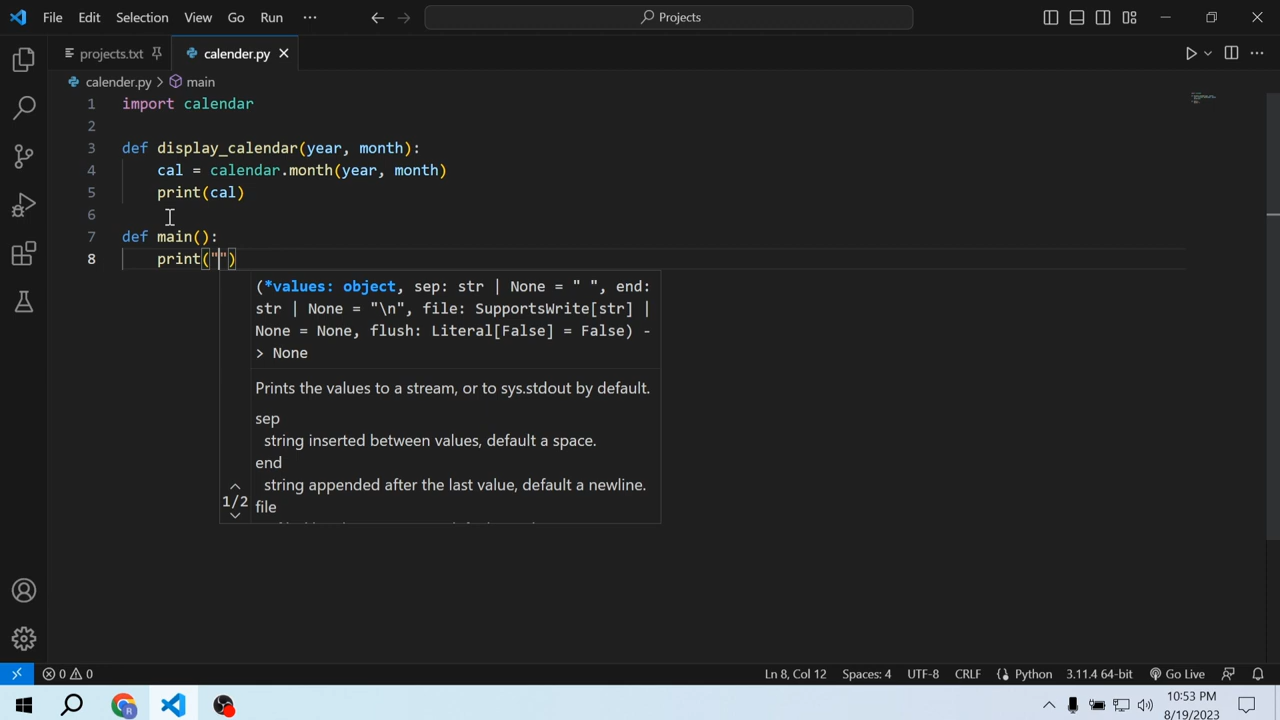 File Edit Selection View Go Run ···
Projects
projects.txt
calender.py
calender.py > main
1 import calendar
2
3 def display_calendar(year, month):
4 cal = calendar.month(year, month)
5 print(cal)
6
7 def main():
8 print("")
(*values: object, sep: str | None = " ", end:
str | None = "\n", file: SupportsWrite[str] |
None = None, flush: Literal[False] = False) -
> None
Prints the values to a stream, or to sys.stdout by default.
sep
string inserted between values, default a space.
end
string appended after the last value, default a newline.
1/2
file
0 0
Ln 8, Col 12 Spaces: 4 UTF-8 CRLF Python 3.11.4 64-bit Go Live
10:53 PM
8/19/2023